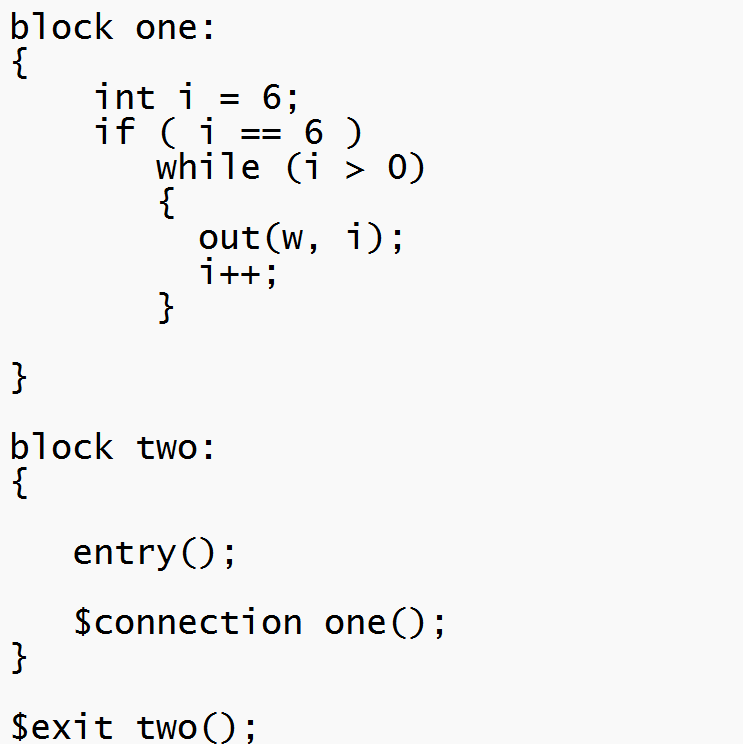 block one:
{
    int i = 6;
    if ( i == 6 )
       while (i > 0)
       {
         out(w, i);
         i++;
       }

}

block two:
{

   entry();

   $connection one();
}

$exit two();